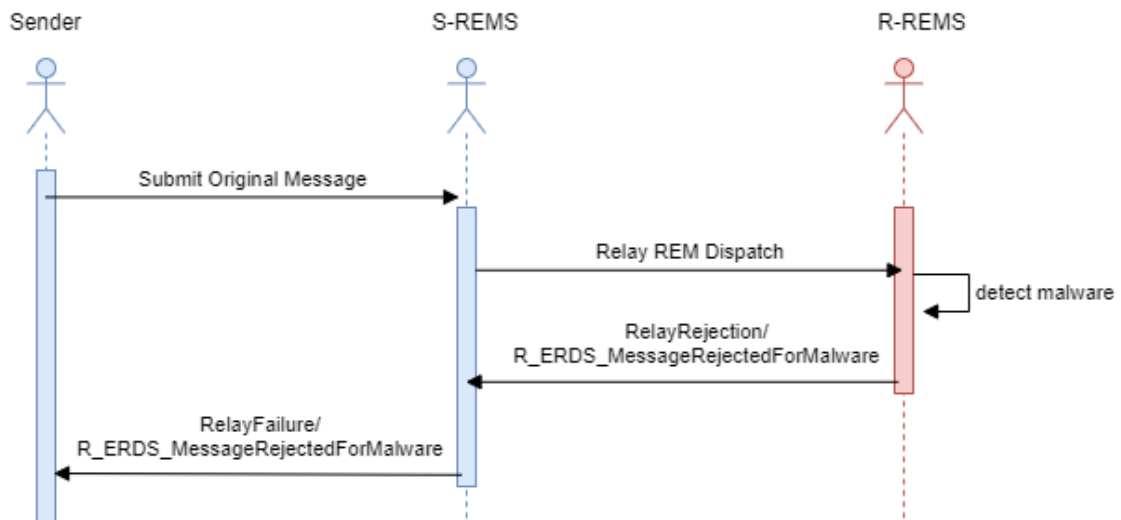 Sender
S-REMS
R-REMS
Submit Original Message
Relay REM Dispatch
detect malware
RelayRejection/
R_ERDS_MessageRejectedForMalware
RelayFailure/
R_ERDS_MessageRejectedForMalware